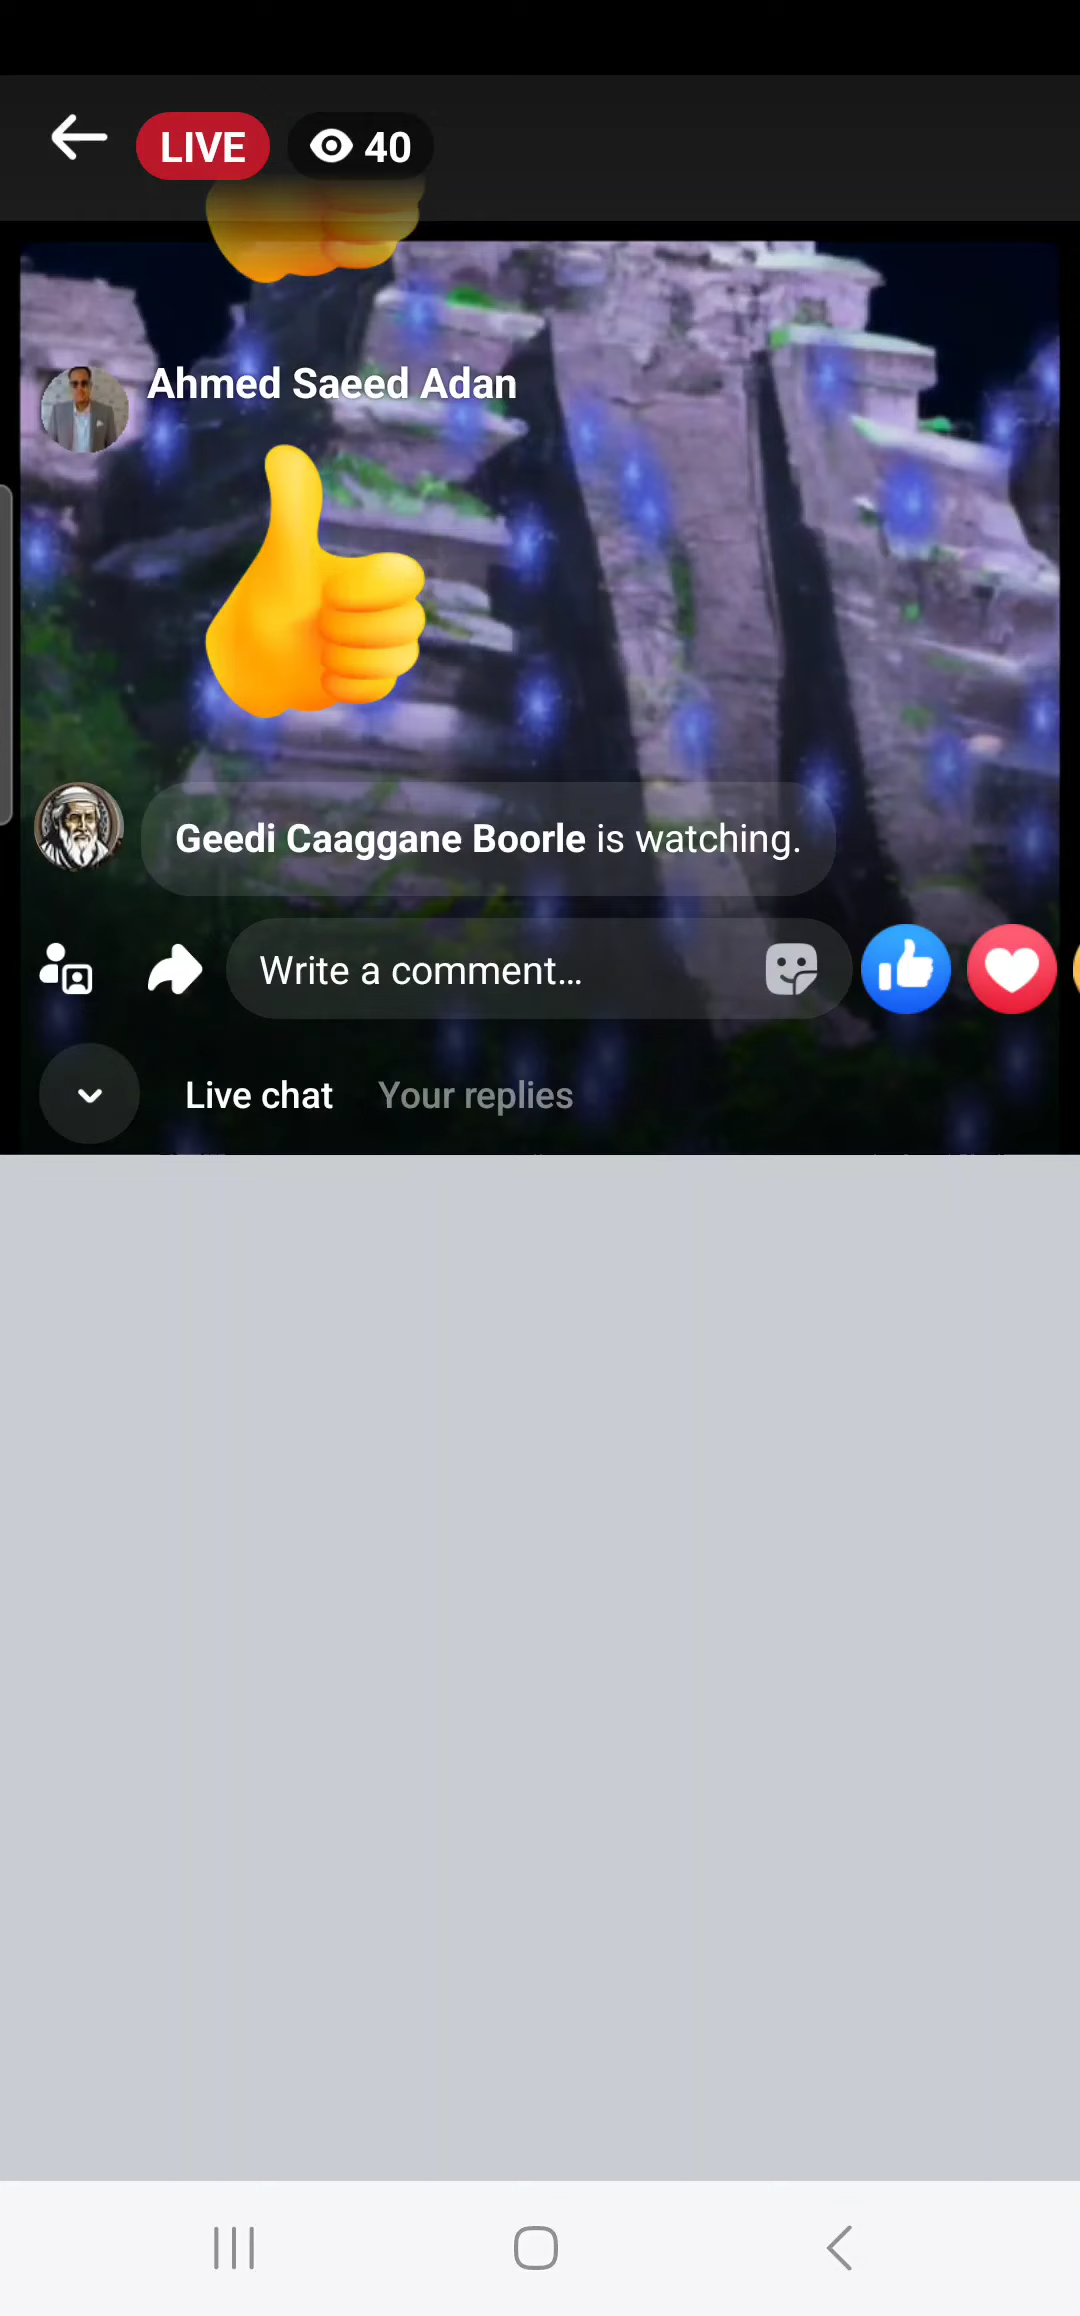 LIVE 40
Ahmed Saeed Adan
Geedi Caaggane Boorle is watching.
Write a comment...
Live chat Your replies